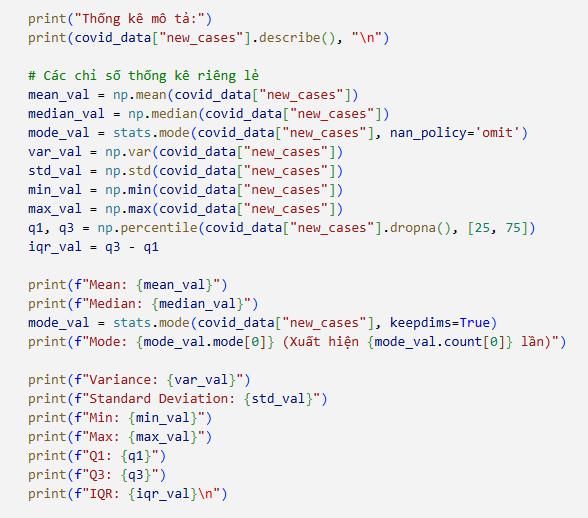 print("Thống kê mô tả:")
print(covid_data["new_cases"].describe(), "\n")
# Các chỉ số thống kê riêng lẻ
mean_val = np.mean(covid_data["new_cases"])
median_val = np.median(covid_data["new_cases"])
mode_val = stats.mode(covid_data["new_cases"], nan_policy='omit')
var_val = np.var(covid_data["new_cases"])
std_val = np.std(covid_data["new_cases"])
min_val = np.min(covid_data["new_cases"])
max_val = np.max(covid_data["new_cases"])
q1, q3 = np.percentile(covid_data["new_cases"].dropna(), [25, 75])
iqr_val = q3 - q1
print(f"Mean: {mean_val}")
print(f"Median: {median_val}")
mode_val = stats.mode(covid_data["new_cases"], keepdims=True)
print(f"Mode: {mode_val.mode[0]} (Xuất hiện {mode_val.count[0]} lần)")
print(f"Variance: {var_val}")
print(f"Standard Deviation: {std_val}")
print(f"Min: {min_val}")
print(f"Max: {max_val}")
print(f"Q1: {q1}")
print(f"Q3: {q3}")
print(f"IQR: {iqr_val}\n")